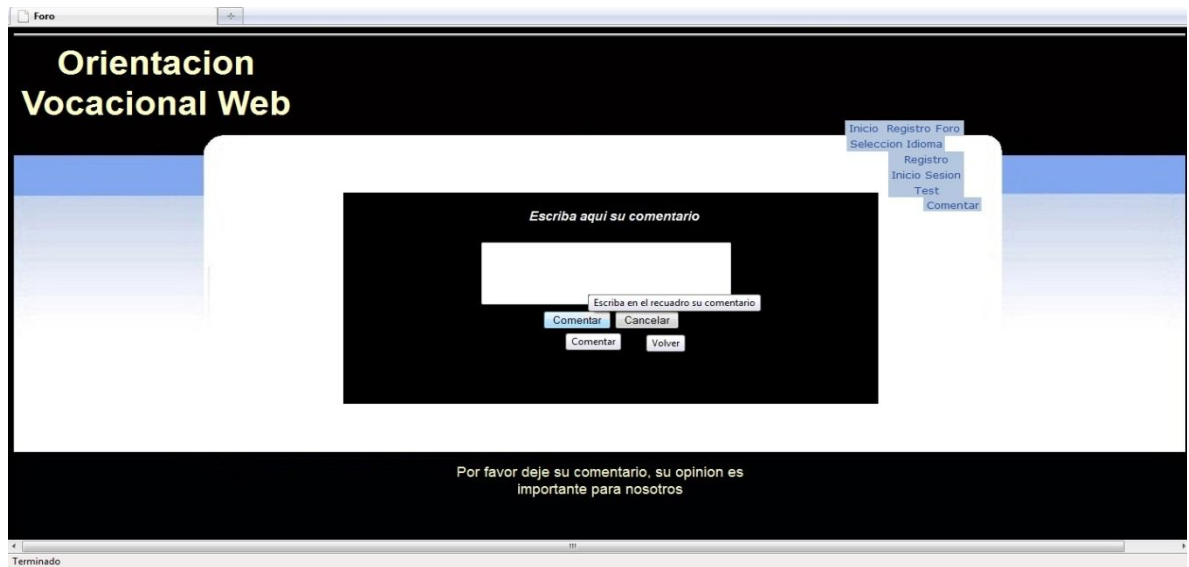 Foro
Orientacion
Vocacional Web
Inicio Registro Foro
Seleccion Idioma
Registro
Inicio Sesion
Test
Comentar
Escriba aqui su comentario
Escriba en el recuadro su comentario
Comentar Cancelar
Comentar Volver
Por favor deje su comentario, su opinion es
importante para nosotros
Terminado